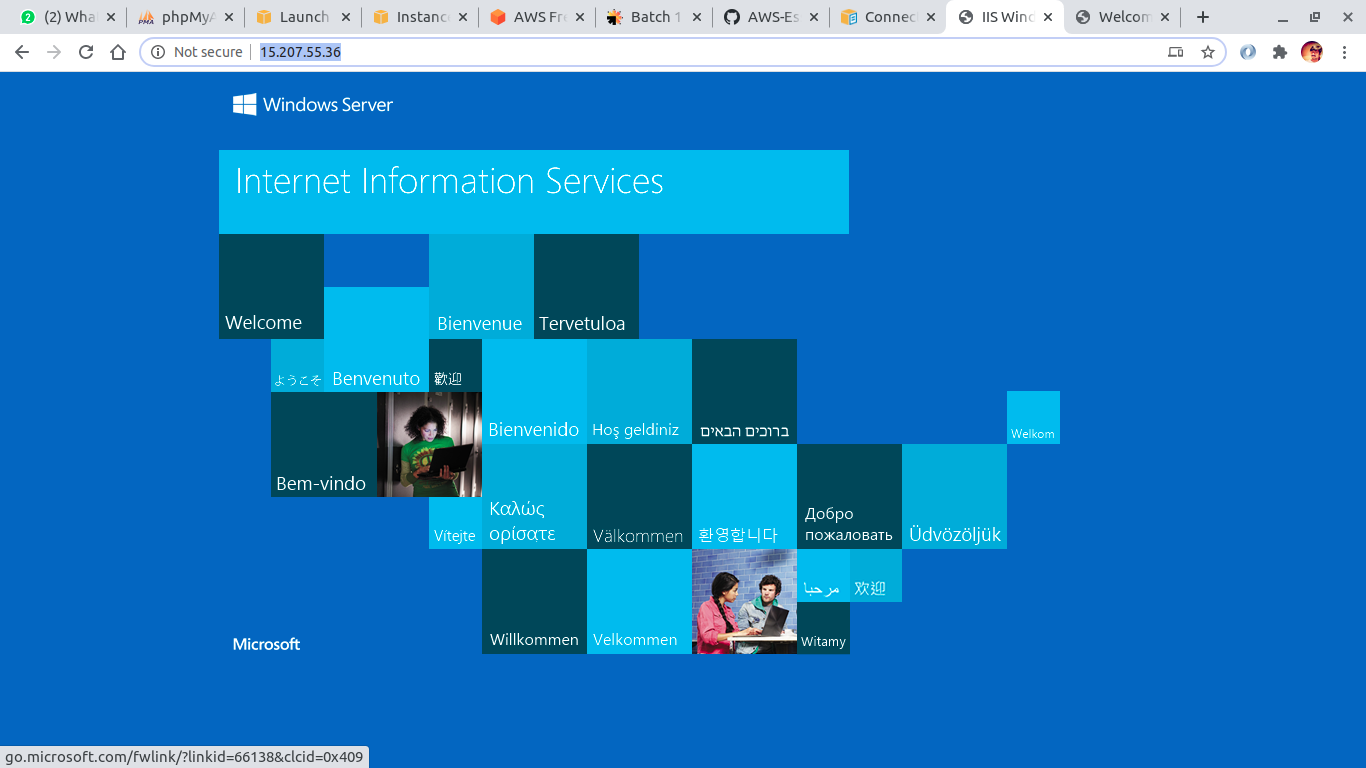 (2) Wha
phpMyA
Launch
Instanc
AWS Fre
Batch 1
AWS-Es
Connec
IIS Winc
Welcom
Not secure
15.207.55.36
Windows Server
Internet Information Services
Welcome
Bienvenue
Tervetuloa
ようこそ
Benvenuto
歡迎
Bienvenido
Hoş geldiniz
ברוכים הבאים
Welkom
Bem-vindo
Vítejte
Καλώς
ορίσατε
Välkommen
환영합니다
Добро
пожаловать
Üdvözöljük
Willkommen
Velkommen
مرحبا
欢迎
Witamy
Microsoft
go.microsoft.com/fwlink/?linkid=66138&clcid=0x409